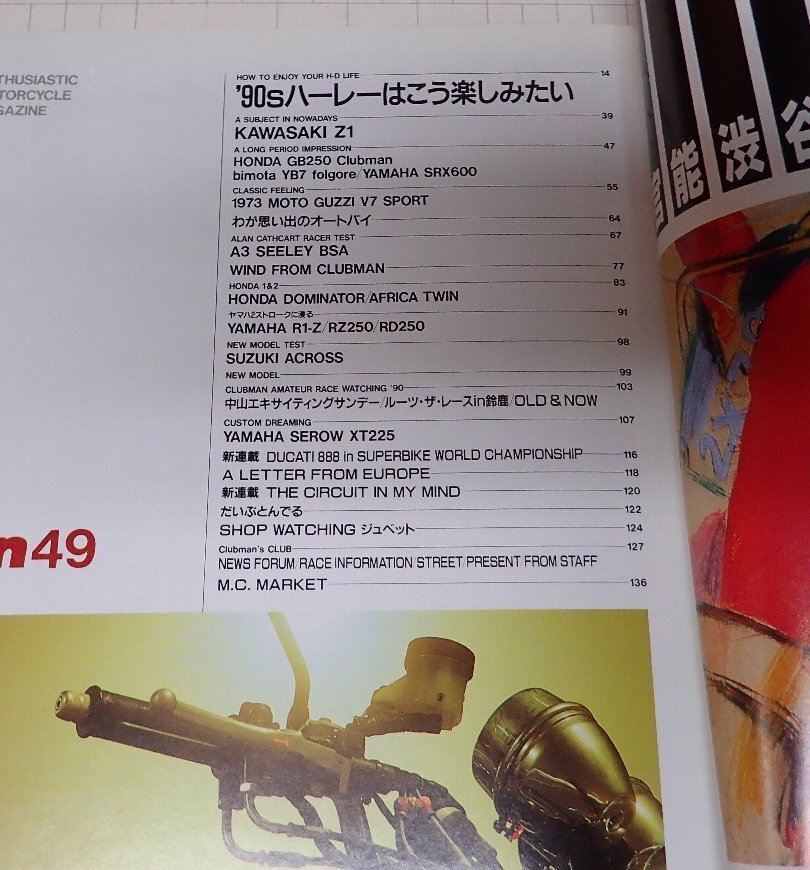 THUSIASTIC
TORCYCLE
GAZINE
HOW TO ENJOY YOUR H-D LIFE 14
'90sハーレーはこう楽しみたい
A SUBJECT IN NOWADAYS 39
KAWASAKI Z1
A LONG PERIOD IMPRESSION 47
HONDA GB250 Clubman
bimota YB7 folgore/YAMAHA SRX600
CLASSIC FEELING 55
1973 MOTO GUZZI V7 SPORT
わが思い出のオートバイ 64
ALAN CATHCART RACER TEST 67
A3 SEELEY BSA
WIND FROM CLUBMAN 77
HONDA 1&2 83
HONDA DOMINATOR/AFRICA TWIN
ヤマハ2ストロークに浸る 91
YAMAHA R1-Z/RZ250/RD250
NEW MODEL TEST 98
SUZUKI ACROSS
NEW MODEL 99
CLUBMAN AMATEUR RACE WATCHING '90 103
中山エキサイティングサンデー/ルーツ・ザ・レースin鈴鹿/OLD & NOW
CUSTOM DREAMING 107
YAMAHA SEROW XT225
新連載 DUCATI 888 in SUPERBIKE WORLD CHAMPIONSHIP 116
A LETTER FROM EUROPE 118
新連載 THE CIRCUIT IN MY MIND 120
だいぶとんでる 122
SHOP WATCHING ジュベット 124
Clubman's CLUB 127
NEWS FORUM/RACE INFORMATION STREET/PRESENT FROM STAFF
M.C. MARKET 136
n49
能渋谷